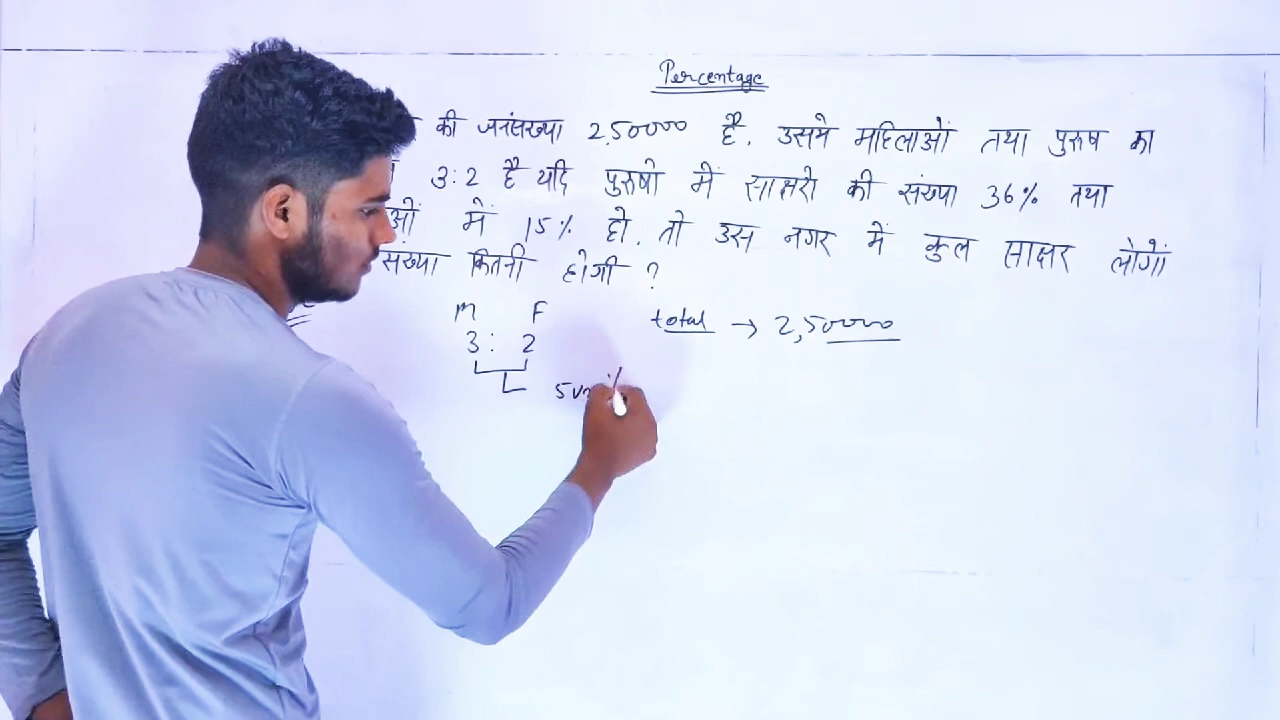 Percentage
की जनसंख्या 2,50000 है. उसमे महिलाओं तथा पुरूष का
3:2 है यदि पुरूषो में साक्षरो की संख्या 36% तथा
ओं में 15% हो. तो उस नगर में कुल साक्षर लोगों
संख्या कितनी होगी ?
M F
3 : 2
total → 2,50000